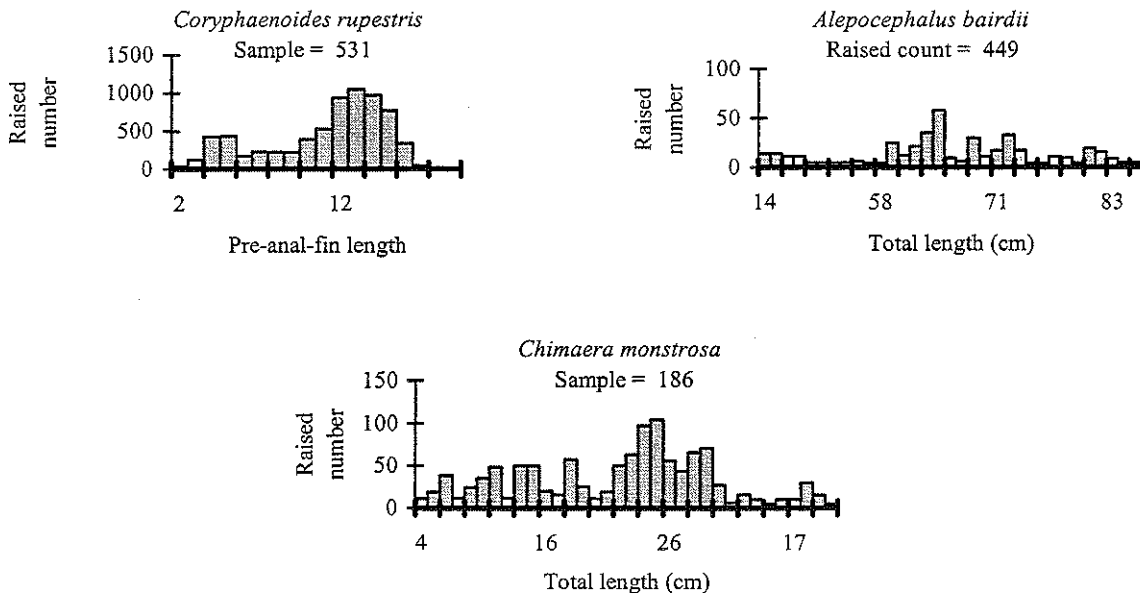 Coryphaenoides rupestris
Sample = 531
1500
1000
500
0
Raised
number
2 12
Pre-anal-fin length
Alepocephalus bairdii
Raised count = 449
100
50
0
Raised
number
14 58 71 83
Total length (cm)
Chimaera monstrosa
Sample = 186
150
100
50
0
Raised
number
4 16 26 17
Total length (cm)